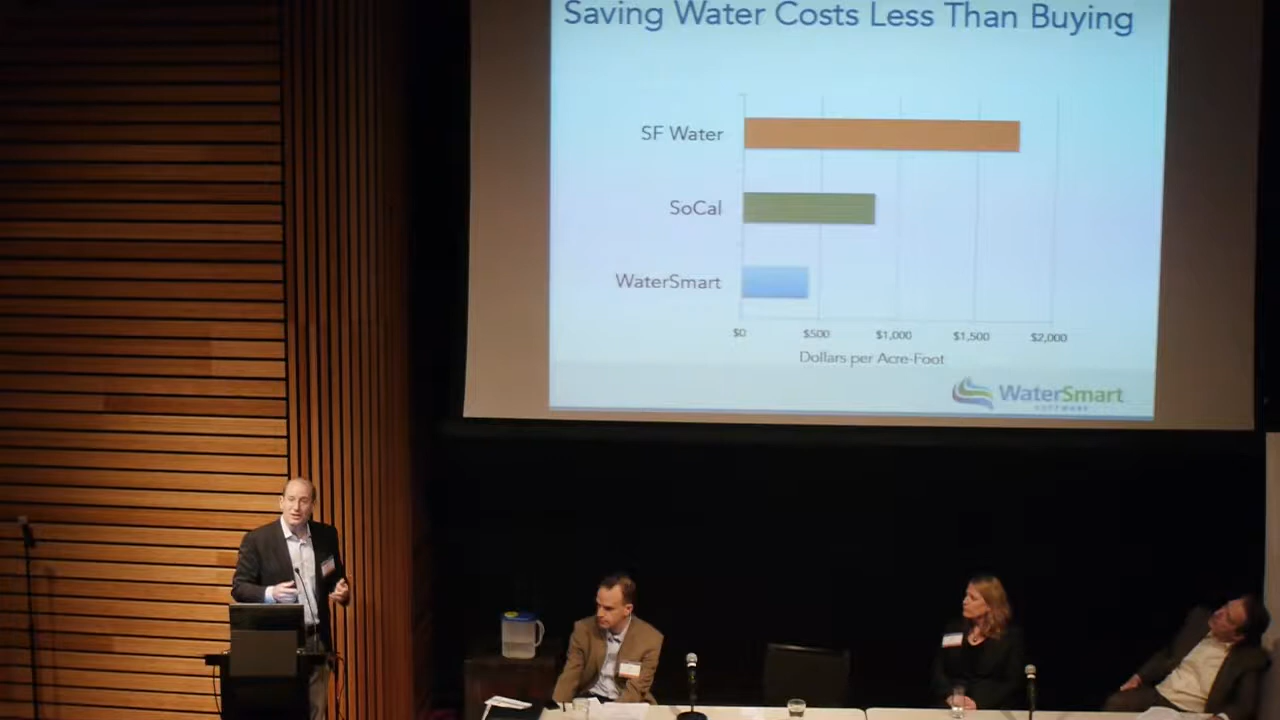 Saving Water Costs Less Than Buying
SF Water
SoCal
WaterSmart
$0 $500 $1,000 $1,500 $2,000
Dollars per Acre-Foot
WaterSmart
SOFTWARE